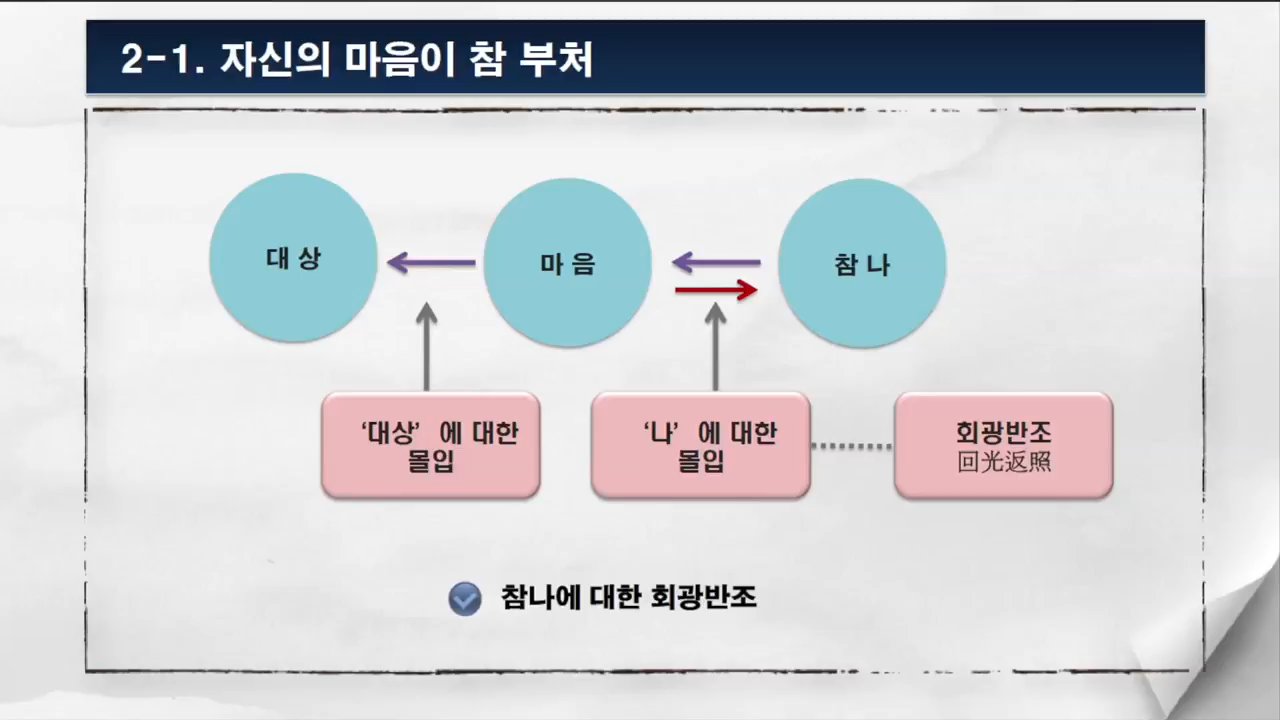 2-1. 자신의 마음이 참 부처
대 상
마 음
참 나
‘대상’ 에 대한
몰입
‘나’ 에 대한
몰입
회광반조
回光返照
참나에 대한 회광반조